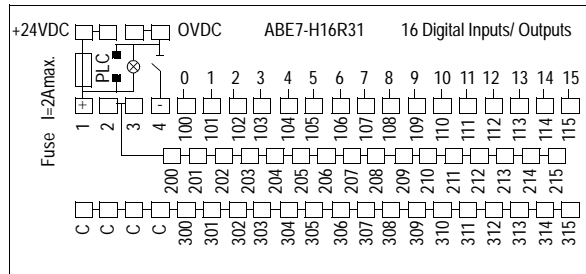 +24VDC 0VDC ABE7-H16R31 16 Digital Inputs/ Outputs
PLC
0 1 2 3 4 5 6 7 8 9 10 11 12 13 14 15
Fuse I=2Amax.
+ -
1 2 3 4 100 101 102 103 104 105 106 107 108 109 110 111 112 113 114 115
200 201 202 203 204 205 206 207 208 209 210 211 212 213 214 215
C C C C 300 301 302 303 304 305 306 307 308 309 310 311 312 313 314 315